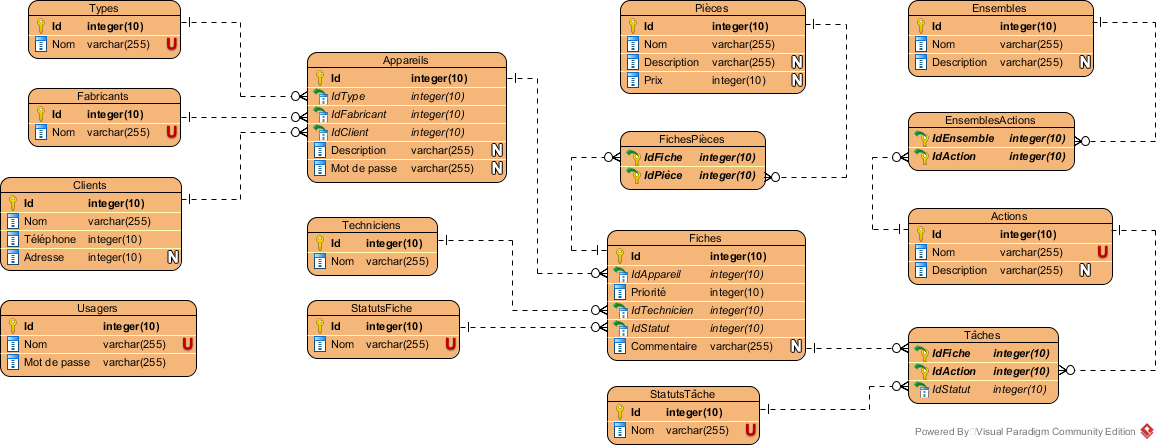 Types
Id integer(10)
Nom varchar(255) U
Fabricants
Id integer(10)
Nom varchar(255) U
Clients
Id integer(10)
Nom varchar(255)
Téléphone integer(10)
Adresse integer(10) N
Usagers
Id integer(10)
Nom varchar(255) U
Mot de passe varchar(255)
Appareils
Id integer(10)
IdType integer(10)
IdFabricant integer(10)
IdClient integer(10)
Description varchar(255) N
Mot de passe varchar(255) N
Techniciens
Id integer(10)
Nom varchar(255)
StatutsFiche
Id integer(10)
Nom varchar(255) U
Pièces
Id integer(10)
Nom varchar(255)
Description varchar(255) N
Prix integer(10) N
FichesPièces
IdFiche integer(10)
IdPièce integer(10)
Fiches
Id integer(10)
IdAppareil integer(10)
Priorité integer(10)
IdTechnicien integer(10)
IdStatut integer(10)
Commentaire varchar(255) N
StatutsTâche
Id integer(10)
Nom varchar(255) U
Ensembles
Id integer(10)
Nom varchar(255)
Description varchar(255) N
EnsemblesActions
IdEnsemble integer(10)
IdAction integer(10)
Actions
Id integer(10)
Nom varchar(255) U
Description varchar(255) N
Tâches
IdFiche integer(10)
IdAction integer(10)
IdStatut integer(10)
Powered By Visual Paradigm Community Edition